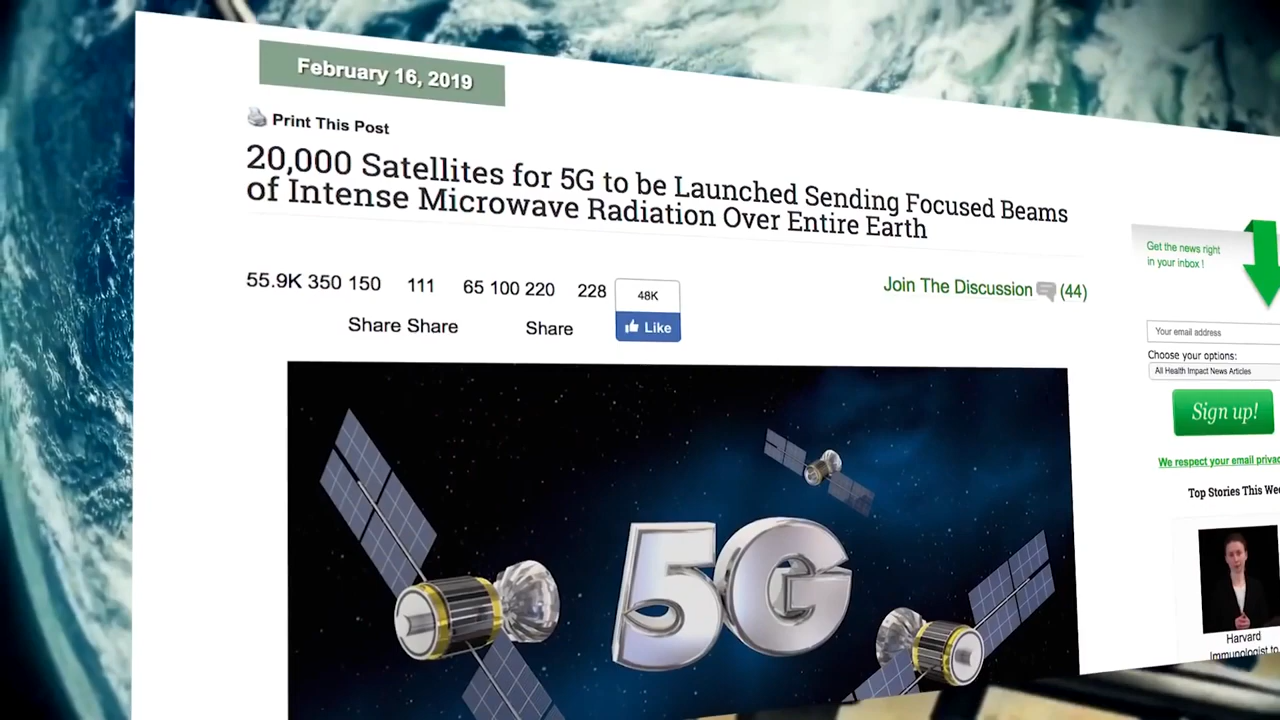 February 16, 2019
Print This Post
20,000 Satellites for 5G to be Launched Sending Focused Beams
of Intense Microwave Radiation Over Entire Earth
55.9K 350 150 111 65 100 220 228 48K
Share Share Share Like
Join The Discussion (44)
Get the news right
in your inbox !
Your email address
Choose your options:
All Health Impact News Articles
Sign up!
We respect your email
Top Stories This
5G
Harvard
Immunologist to